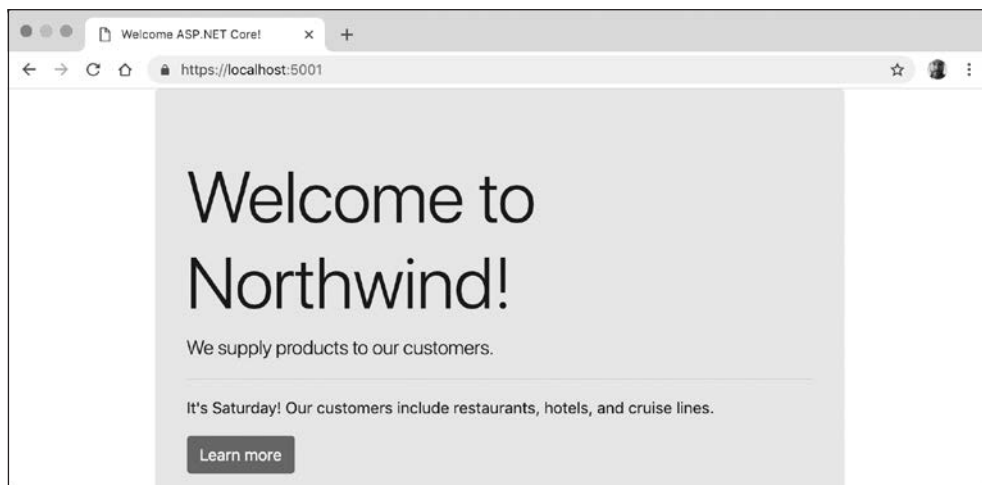 Welcome ASP.NET Core!
https://localhost:5001
Welcome to
Northwind!
We supply products to our customers.
It's Saturday! Our customers include restaurants, hotels, and cruise lines.
Learn more